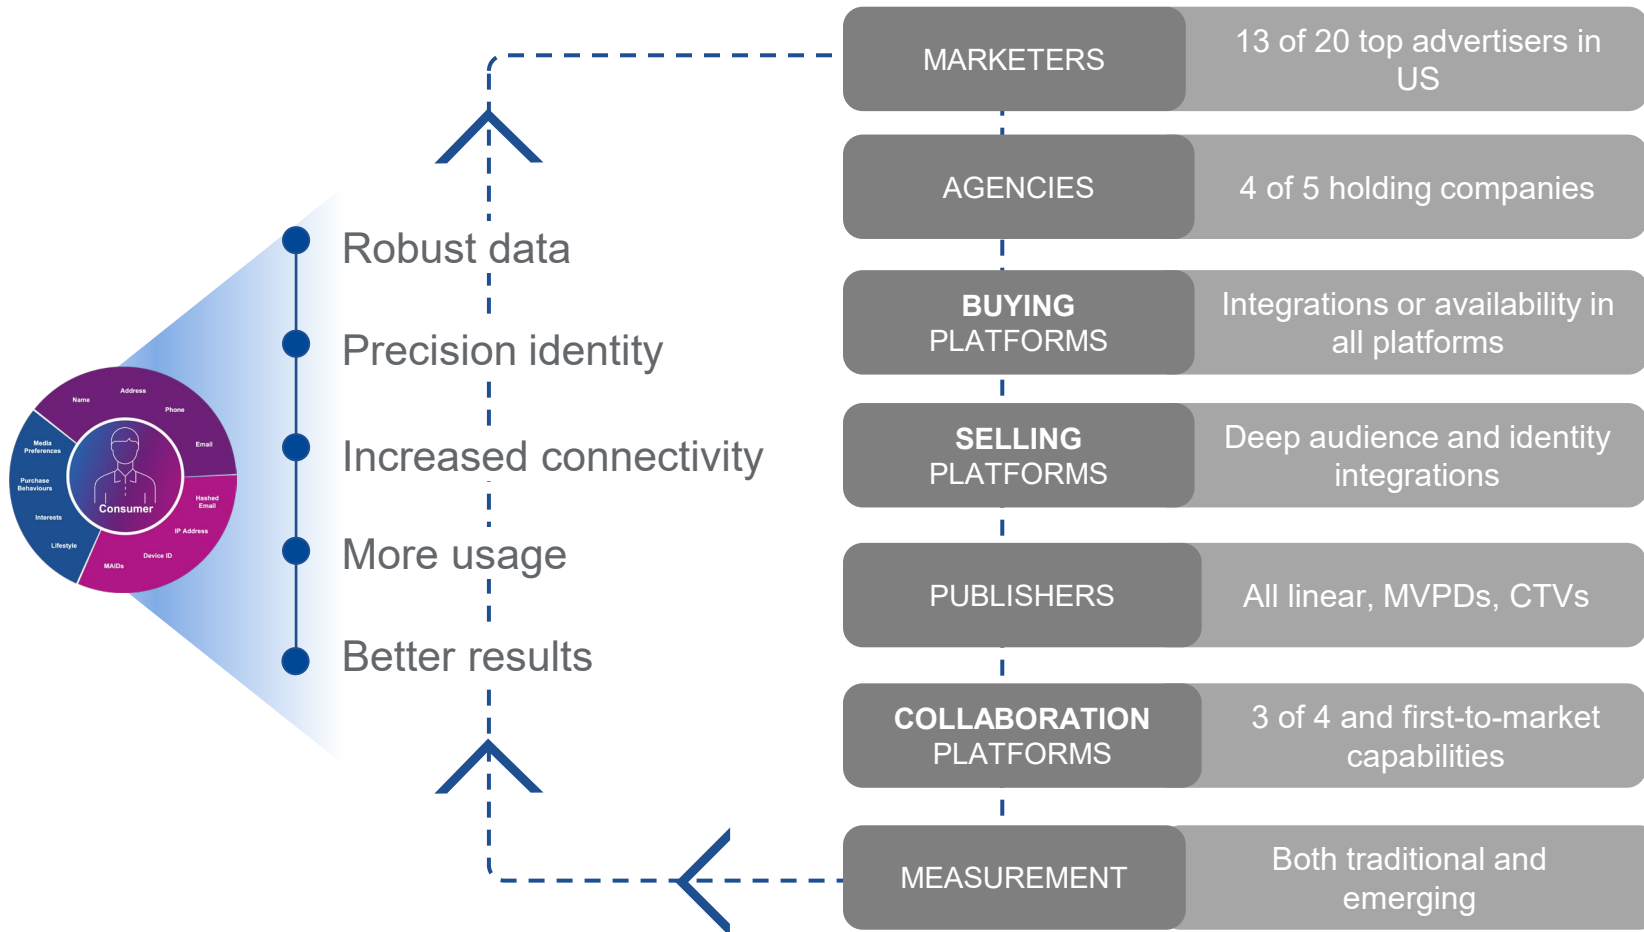 Name
Address
Phone
Email
Media
Preferences
Purchase
Behaviours
Interests
Lifestyle
Hashed
Email
IP Address
Device ID
MAIDs
Consumer
Robust data
Precision identity
Increased connectivity
More usage
Better results
MARKETERS
13 of 20 top advertisers in
US
AGENCIES
4 of 5 holding companies
BUYING
PLATFORMS
Integrations or availability in
all platforms
SELLING
PLATFORMS
Deep audience and identity
integrations
PUBLISHERS
All linear, MVPDs, CTVs
COLLABORATION
PLATFORMS
3 of 4 and first-to-market
capabilities
MEASUREMENT
Both traditional and
emerging